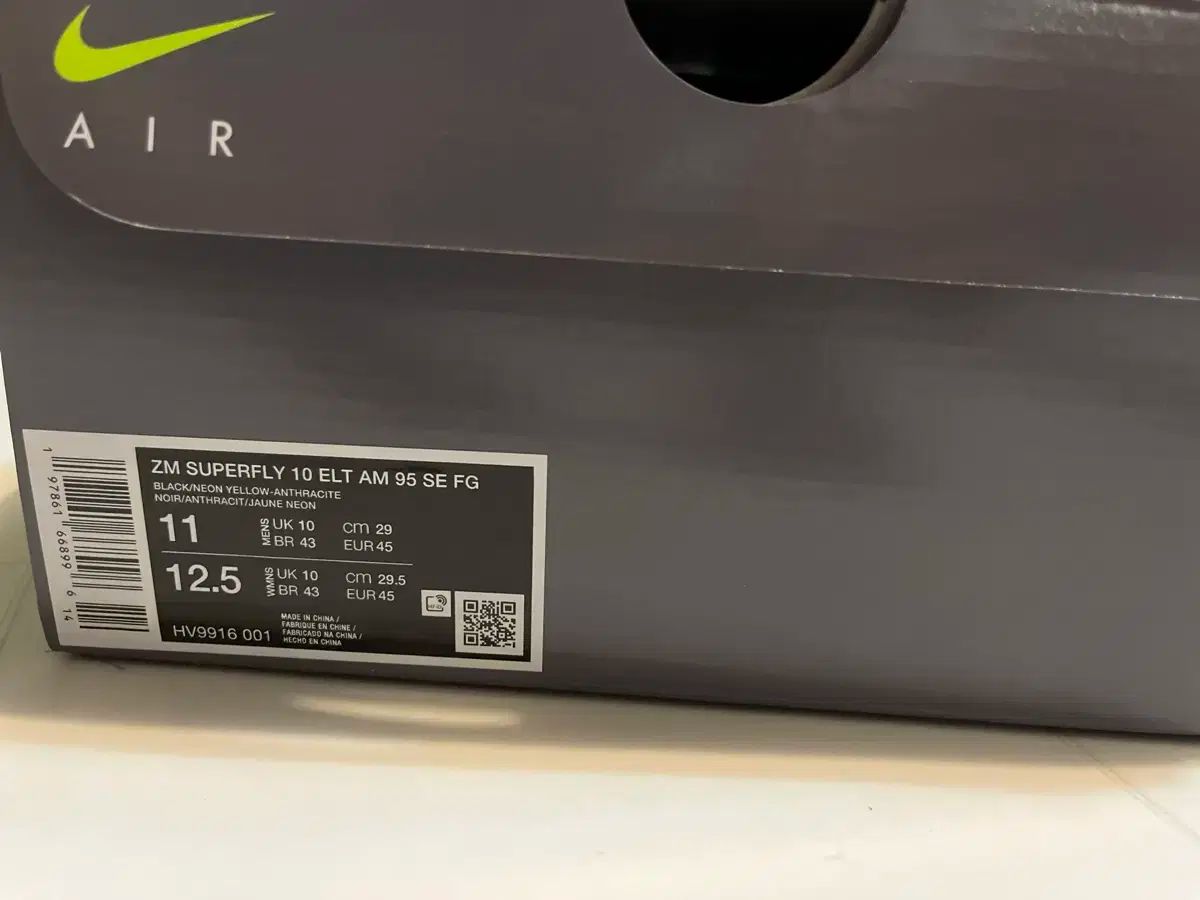 AIR
ZM SUPERFLY 10 ELT AM 95 SE FG
BLACK/NEON YELLOW-ANTHRACITE
NOIR/ANTHRACIT/JAUNE NEON
11
MENS
UK 10
BR 43
cm 29
EUR 45
12.5
WMNS
UK 10
BR 43
cm 29.5
EUR 45
HV9916 001
MADE IN CHINA /
FABRIQUE EN CHINE /
FABRICADO NA CHINA /
HECHO EN CHINA
1 97861 66899 6 14